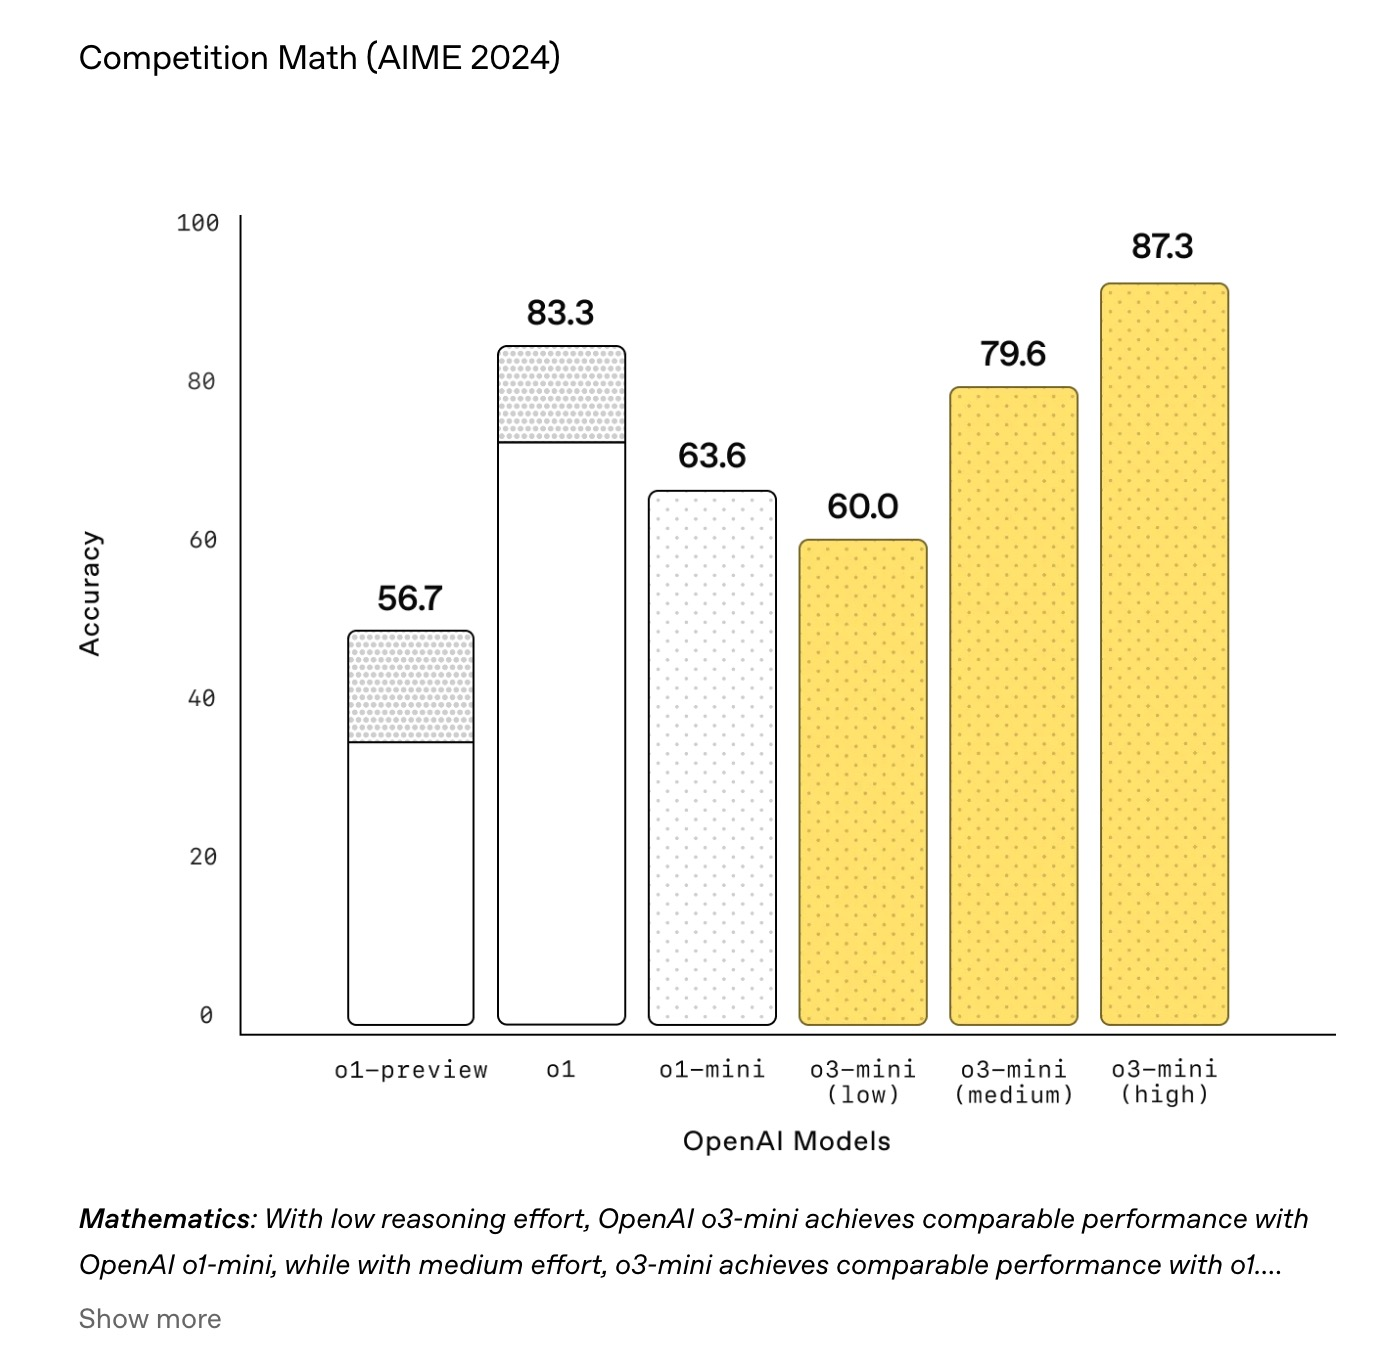 Competition Math (AIME 2024)
100
80
60
40
20
0
Accuracy
56.7
83.3
63.6
60.0
79.6
87.3
o1-preview
o1
o1-mini
o3-mini
(low)
o3-mini
(medium)
o3-mini
(high)
OpenAI Models
Mathematics: With low reasoning effort, OpenAI o3-mini achieves comparable performance with
OpenAI o1-mini, while with medium effort, o3-mini achieves comparable performance with o1....
Show more